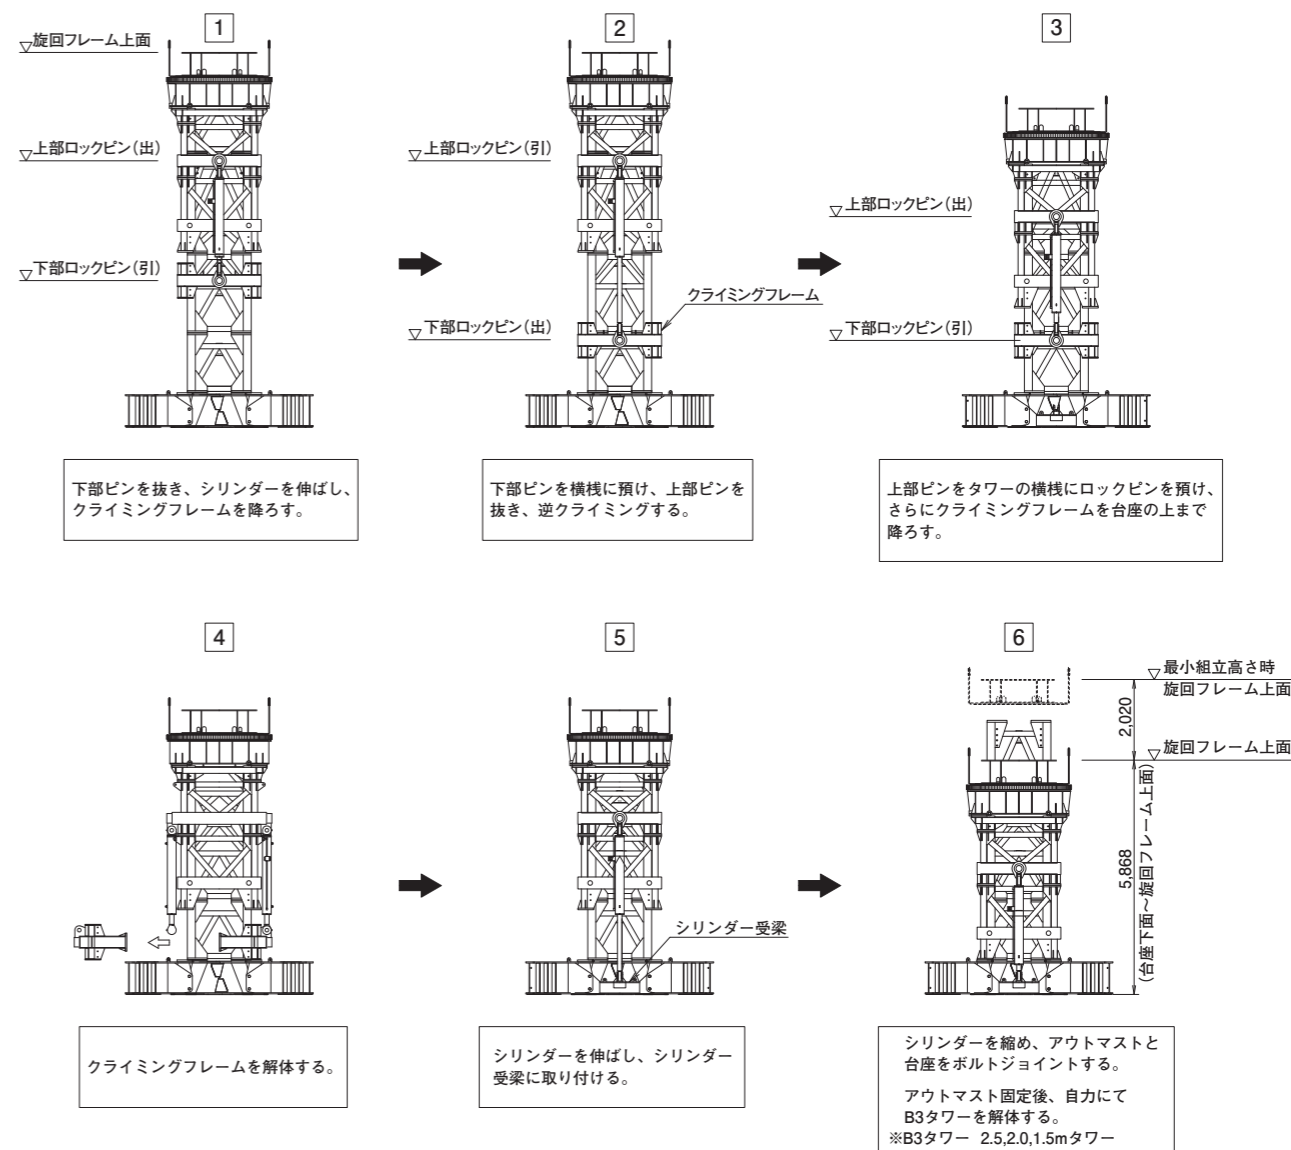 1
▽旋回フレーム上面
▽上部ロックピン(出)
▽下部ロックピン(引)
下部ピンを抜き、シリンダーを伸ばし、
クライミングフレームを降ろす。
2
▽上部ロックピン(引)
クライミングフレーム
▽下部ロックピン(出)
下部ピンを横桟に預け、上部ピンを
抜き、逆クライミングする。
3
▽上部ロックピン(出)
▽下部ロックピン(引)
上部ピンをタワーの横桟にロックピンを預け、
さらにクライミングフレームを台座の上まで
降ろす。
4
クライミングフレームを解体する。
5
シリンダー受梁
シリンダーを伸ばし、シリンダー
受梁に取り付ける。
6
▽最小組立高さ時
旋回フレーム上面
2,020
▽旋回フレーム上面
5,868
(台座下面~旋回フレーム上面)
シリンダーを縮め、アウトマストと
台座をボルトジョイントする。
アウトマスト固定後、自力にて
B3タワーを解体する。
※B3タワー 2.5,2.0,1.5mタワー